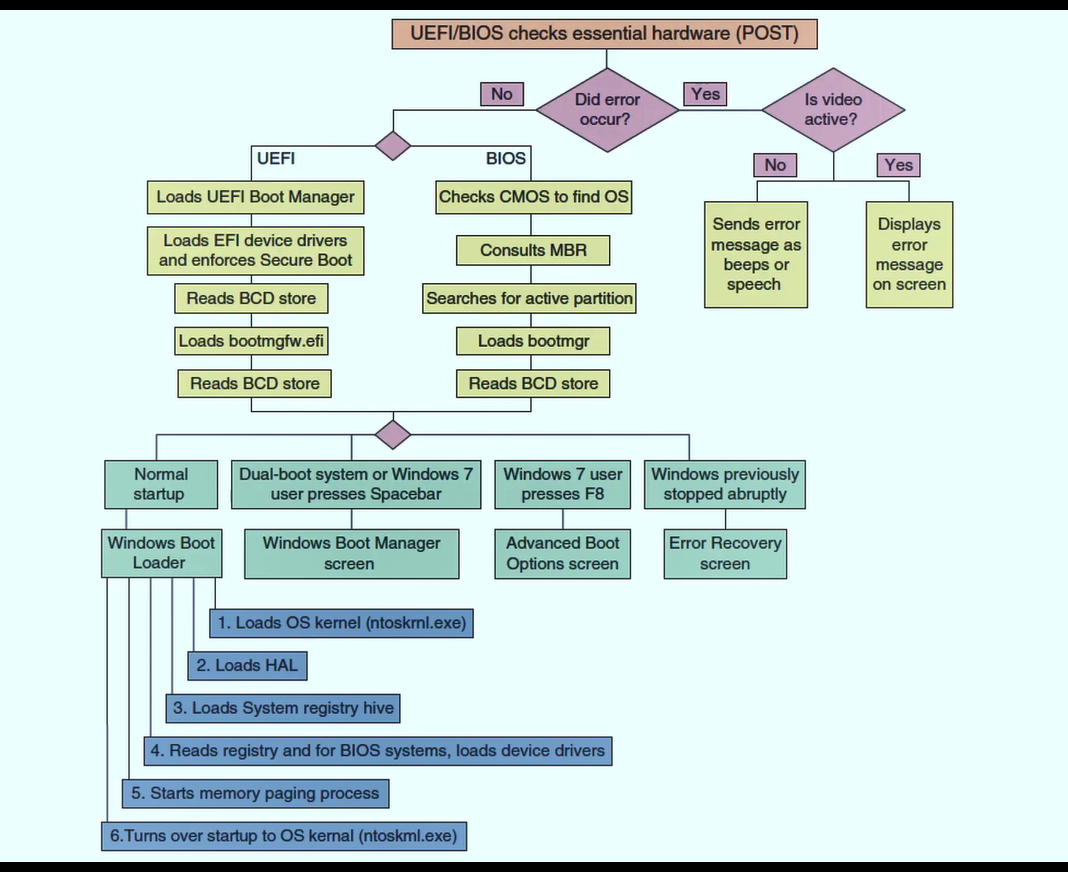 UEFI/BIOS checks essential hardware (POST)
No
Did error
occur?
Yes
Is video
active?
No
Yes
Sends error
message as
beeps or
speech
Displays
error
message
on screen
UEFI
BIOS
Loads UEFI Boot Manager
Loads EFI device drivers
and enforces Secure Boot
Reads BCD store
Loads bootmgfw.efi
Reads BCD store
Checks CMOS to find OS
Consults MBR
Searches for active partition
Loads bootmgr
Reads BCD store
Normal
startup
Dual-boot system or Windows 7
user presses Spacebar
Windows 7 user
presses F8
Windows previously
stopped abruptly
Windows Boot
Loader
Windows Boot Manager
screen
Advanced Boot
Options screen
Error Recovery
screen
1. Loads OS kernel (ntoskrnl.exe)
2. Loads HAL
3. Loads System registry hive
4. Reads registry and for BIOS systems, loads device drivers
5. Starts memory paging process
6.Turns over startup to OS kernal (ntoskrnl.exe)